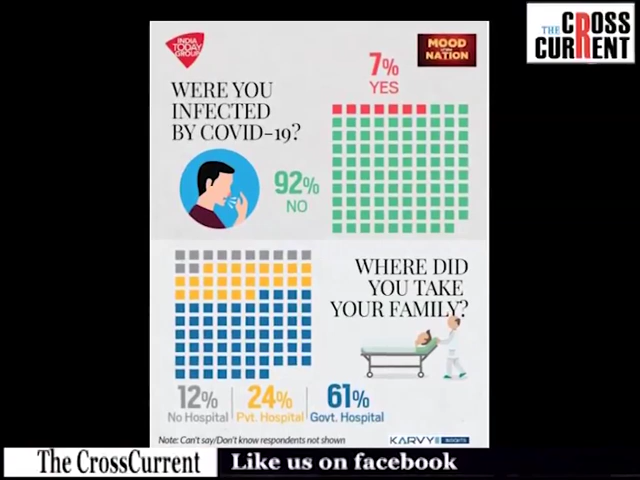 THE CROSS
CURRENT
INDIA
TODAY
GROUP
MOOD
NATION
WERE YOU
INFECTED
BY COVID-19?
7%
YES
92%
NO
WHERE DID
YOU TAKE
YOUR FAMILY?
12%
No Hospital
24%
Pvt. Hospital
61%
Govt. Hospital
Note: Can't say/Don't know respondents not shown
KARVY INSIGHTS
The CrossCurrent
Like us on facebook